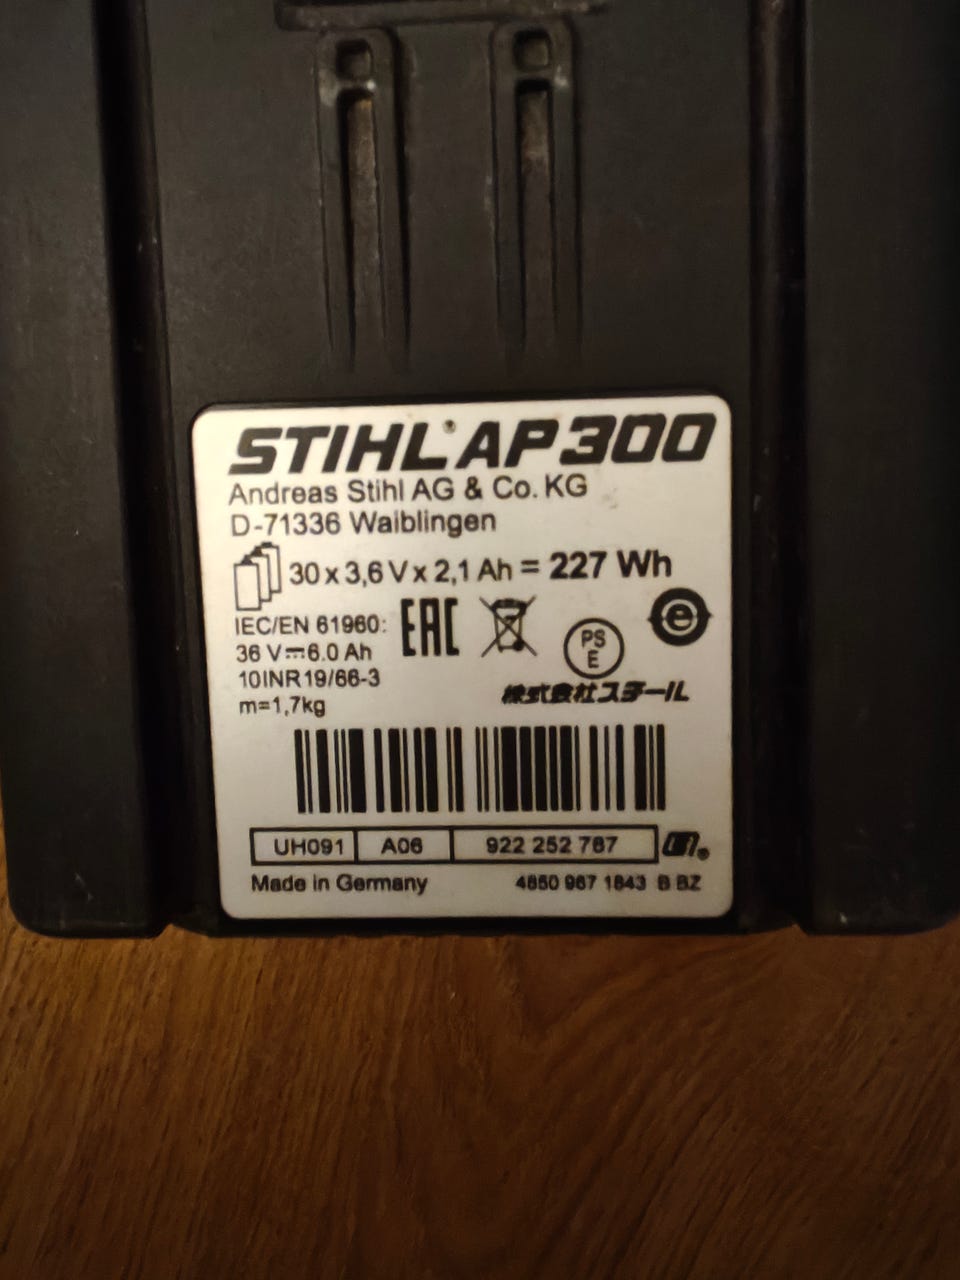 STIHL® AP300
Andreas Stihl AG & Co. KG
D-71336 Waiblingen
30 x 3,6 V x 2,1 Ah = 227 Wh
IEC/EN 61960:
36 V⎓6.0 Ah
10INR19/66-3
m=1,7kg
EAC
PS
E
e
株式会社スチール
UH091 A06 922 252 767
Made in Germany 4850 967 1843 B BZ